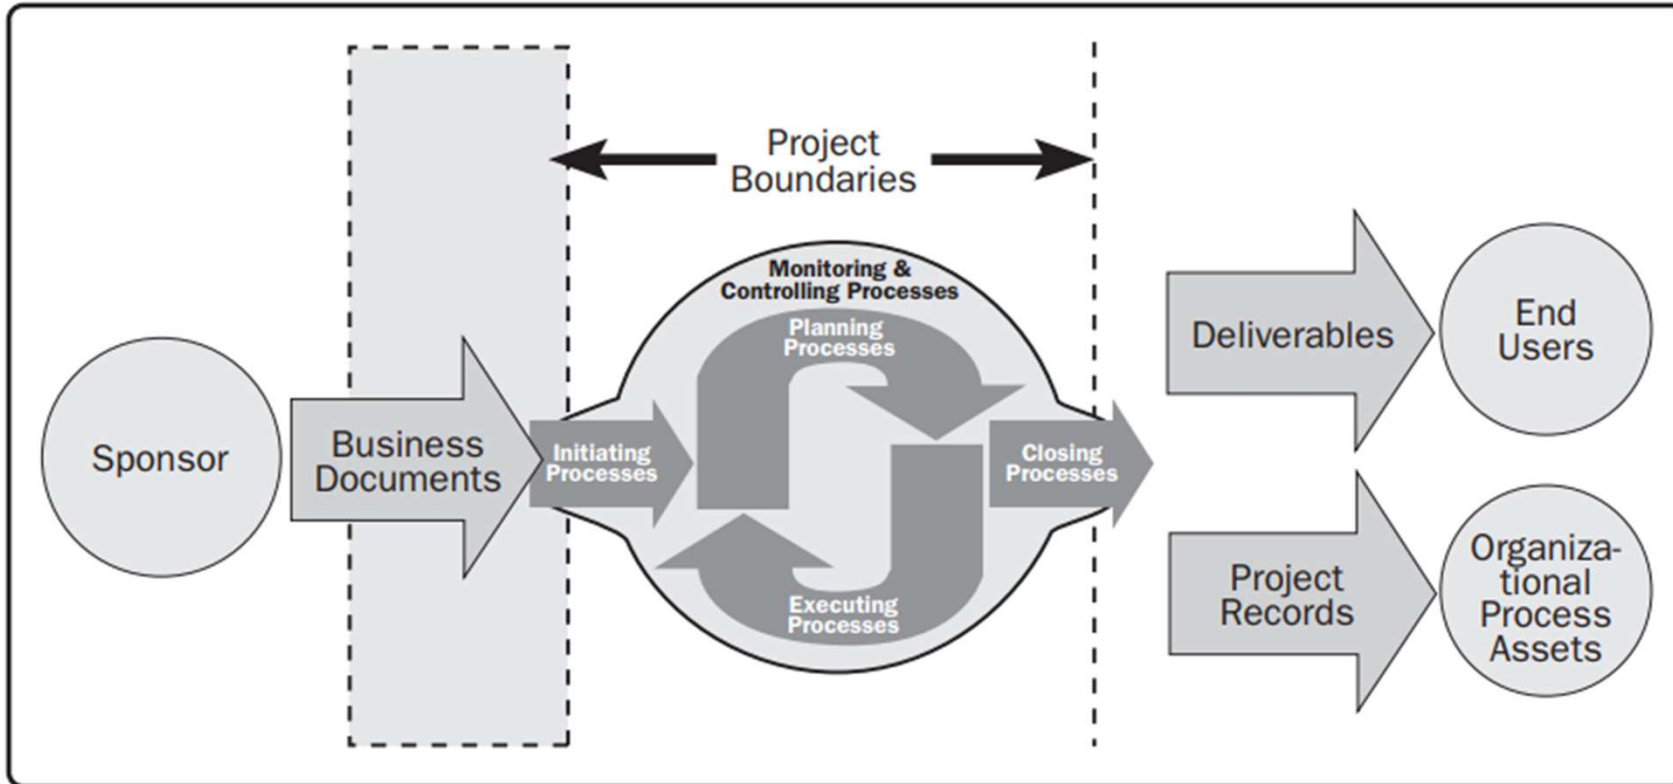 Project
Boundaries
Monitoring &
Controlling Processes
Planning
Processes
Sponsor
Business
Documents
Initiating
Processes
Closing
Processes
Executing
Processes
Deliverables
End
Users
Project
Records
Organiza-
tional
Process
Assets